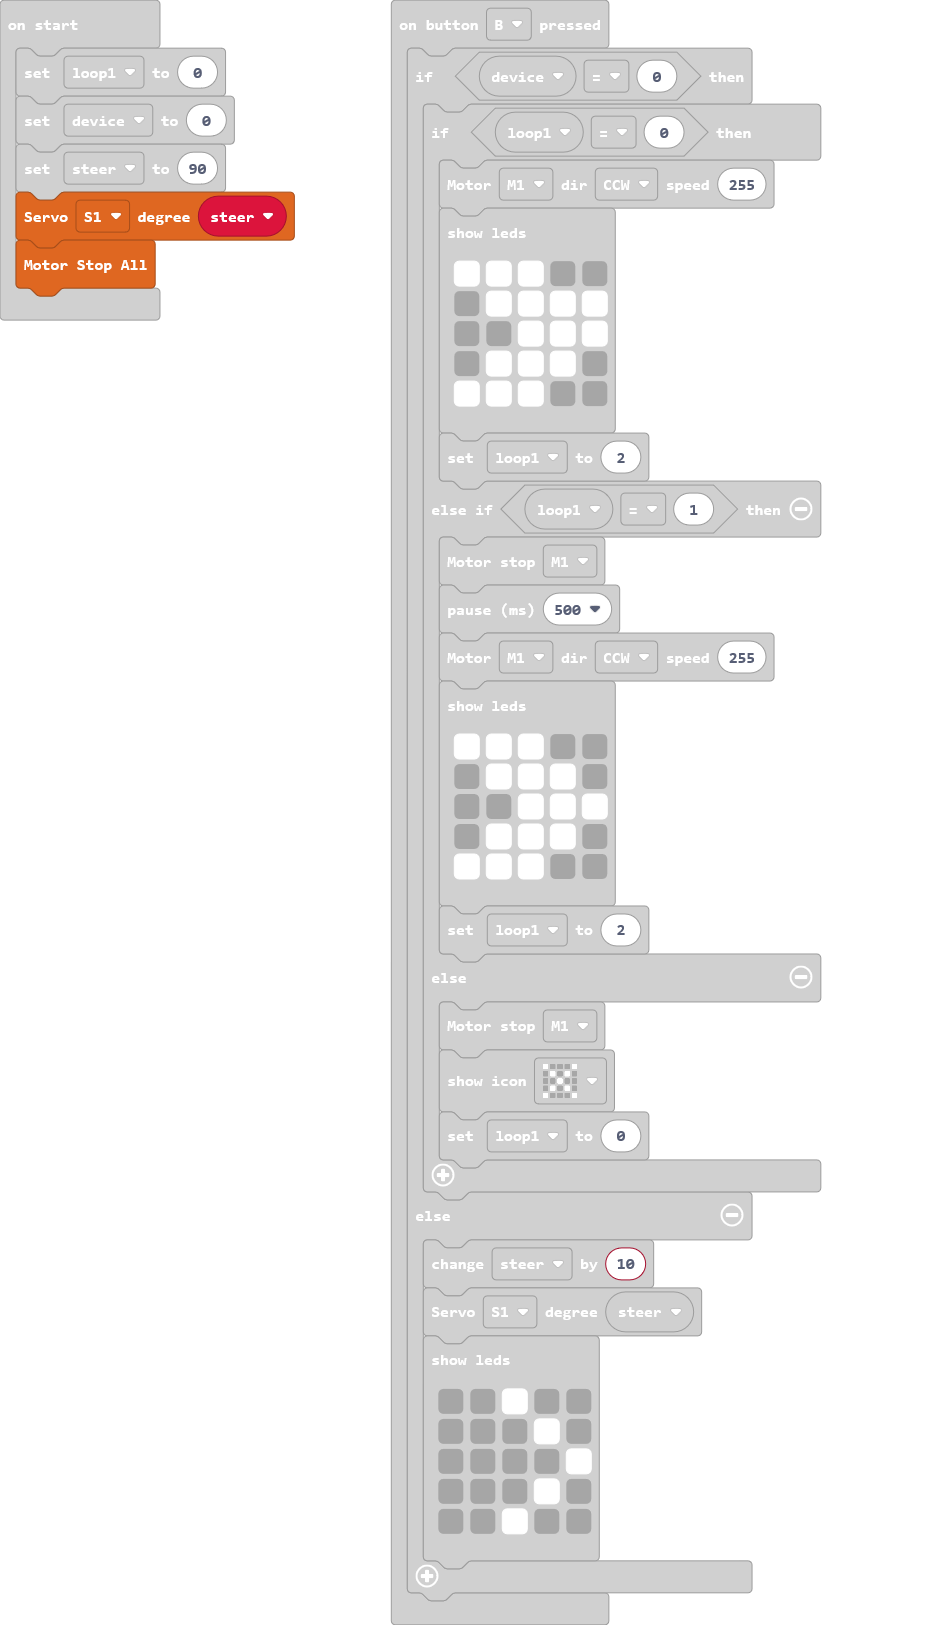 on start
set loop1 to 0
set device to 0
set steer to 90
Servo S1 degree steer
Motor Stop All
on button B pressed
if device = 0 then
if loop1 = 0 then
Motor M1 dir CCW speed 255
show leds
set loop1 to 2
else if loop1 = 1 then
Motor stop M1
pause (ms) 500
Motor M1 dir CCW speed 255
show leds
set loop1 to 2
else
Motor stop M1
show icon
set loop1 to 0
else
change steer by 10
Servo S1 degree steer
show leds